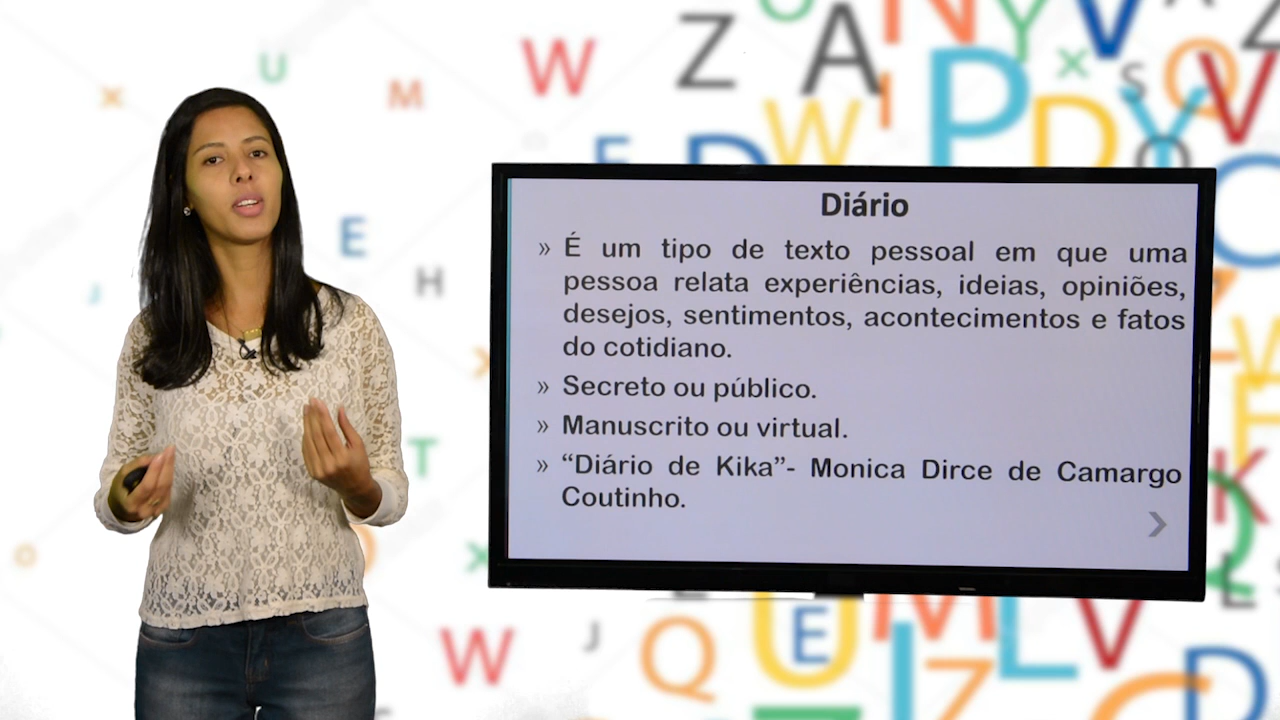 Diário
» É um tipo de texto pessoal em que uma
pessoa relata experiências, ideias, opiniões,
desejos, sentimentos, acontecimentos e fatos
do cotidiano.
» Secreto ou público.
» Manuscrito ou virtual.
» “Diário de Kika”- Monica Dirce de Camargo
Coutinho.